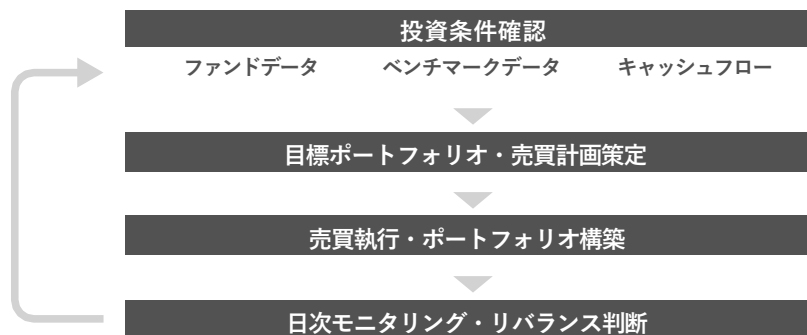 投資条件確認
ファンドデータ ベンチマークデータ キャッシュフロー
目標ポートフォリオ・売買計画策定
売買執行・ポートフォリオ構築
日次モニタリング・リバランス判断